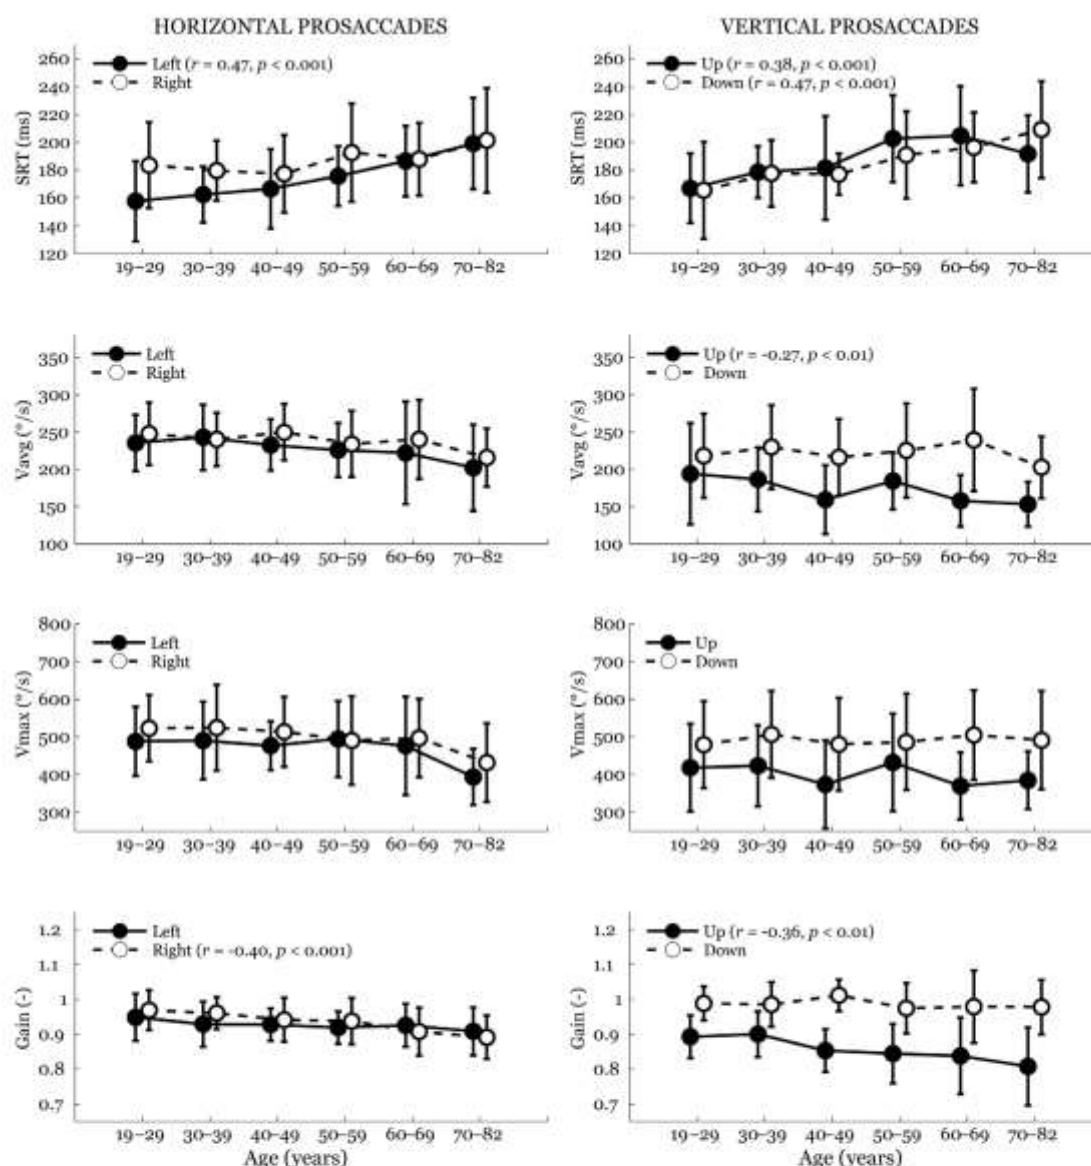 HORIZONTAL PROSACCADES
260
240
220
200
180
160
140
120
SRT (ms)
Left (r = 0.47, p < 0.001)
Right
19–29 30–39 40–49 50–59 60–69 70–82
VERTICAL PROSACCADES
260
240
220
200
180
160
140
120
SRT (ms)
Up (r = 0.38, p < 0.001)
Down (r = 0.47, p < 0.001)
19–29 30–39 40–49 50–59 60–69 70–82
350
300
250
200
150
100
Vavg (°/s)
Left
Right
19–29 30–39 40–49 50–59 60–69 70–82
350
300
250
200
150
100
Vavg (°/s)
Up (r = -0.27, p < 0.01)
Down
19–29 30–39 40–49 50–59 60–69 70–82
800
700
600
500
400
300
Vmax (°/s)
Left
Right
19–29 30–39 40–49 50–59 60–69 70–82
800
700
600
500
400
300
Vmax (°/s)
Up
Down
19–29 30–39 40–49 50–59 60–69 70–82
1.2
1.1
1
0.9
0.8
0.7
Gain (-)
Left
Right (r = -0.40, p < 0.001)
19–29 30–39 40–49 50–59 60–69 70–82
Age (years)
1.2
1.1
1
0.9
0.8
0.7
Gain (-)
Up (r = -0.36, p < 0.01)
Down
19–29 30–39 40–49 50–59 60–69 70–82
Age (years)